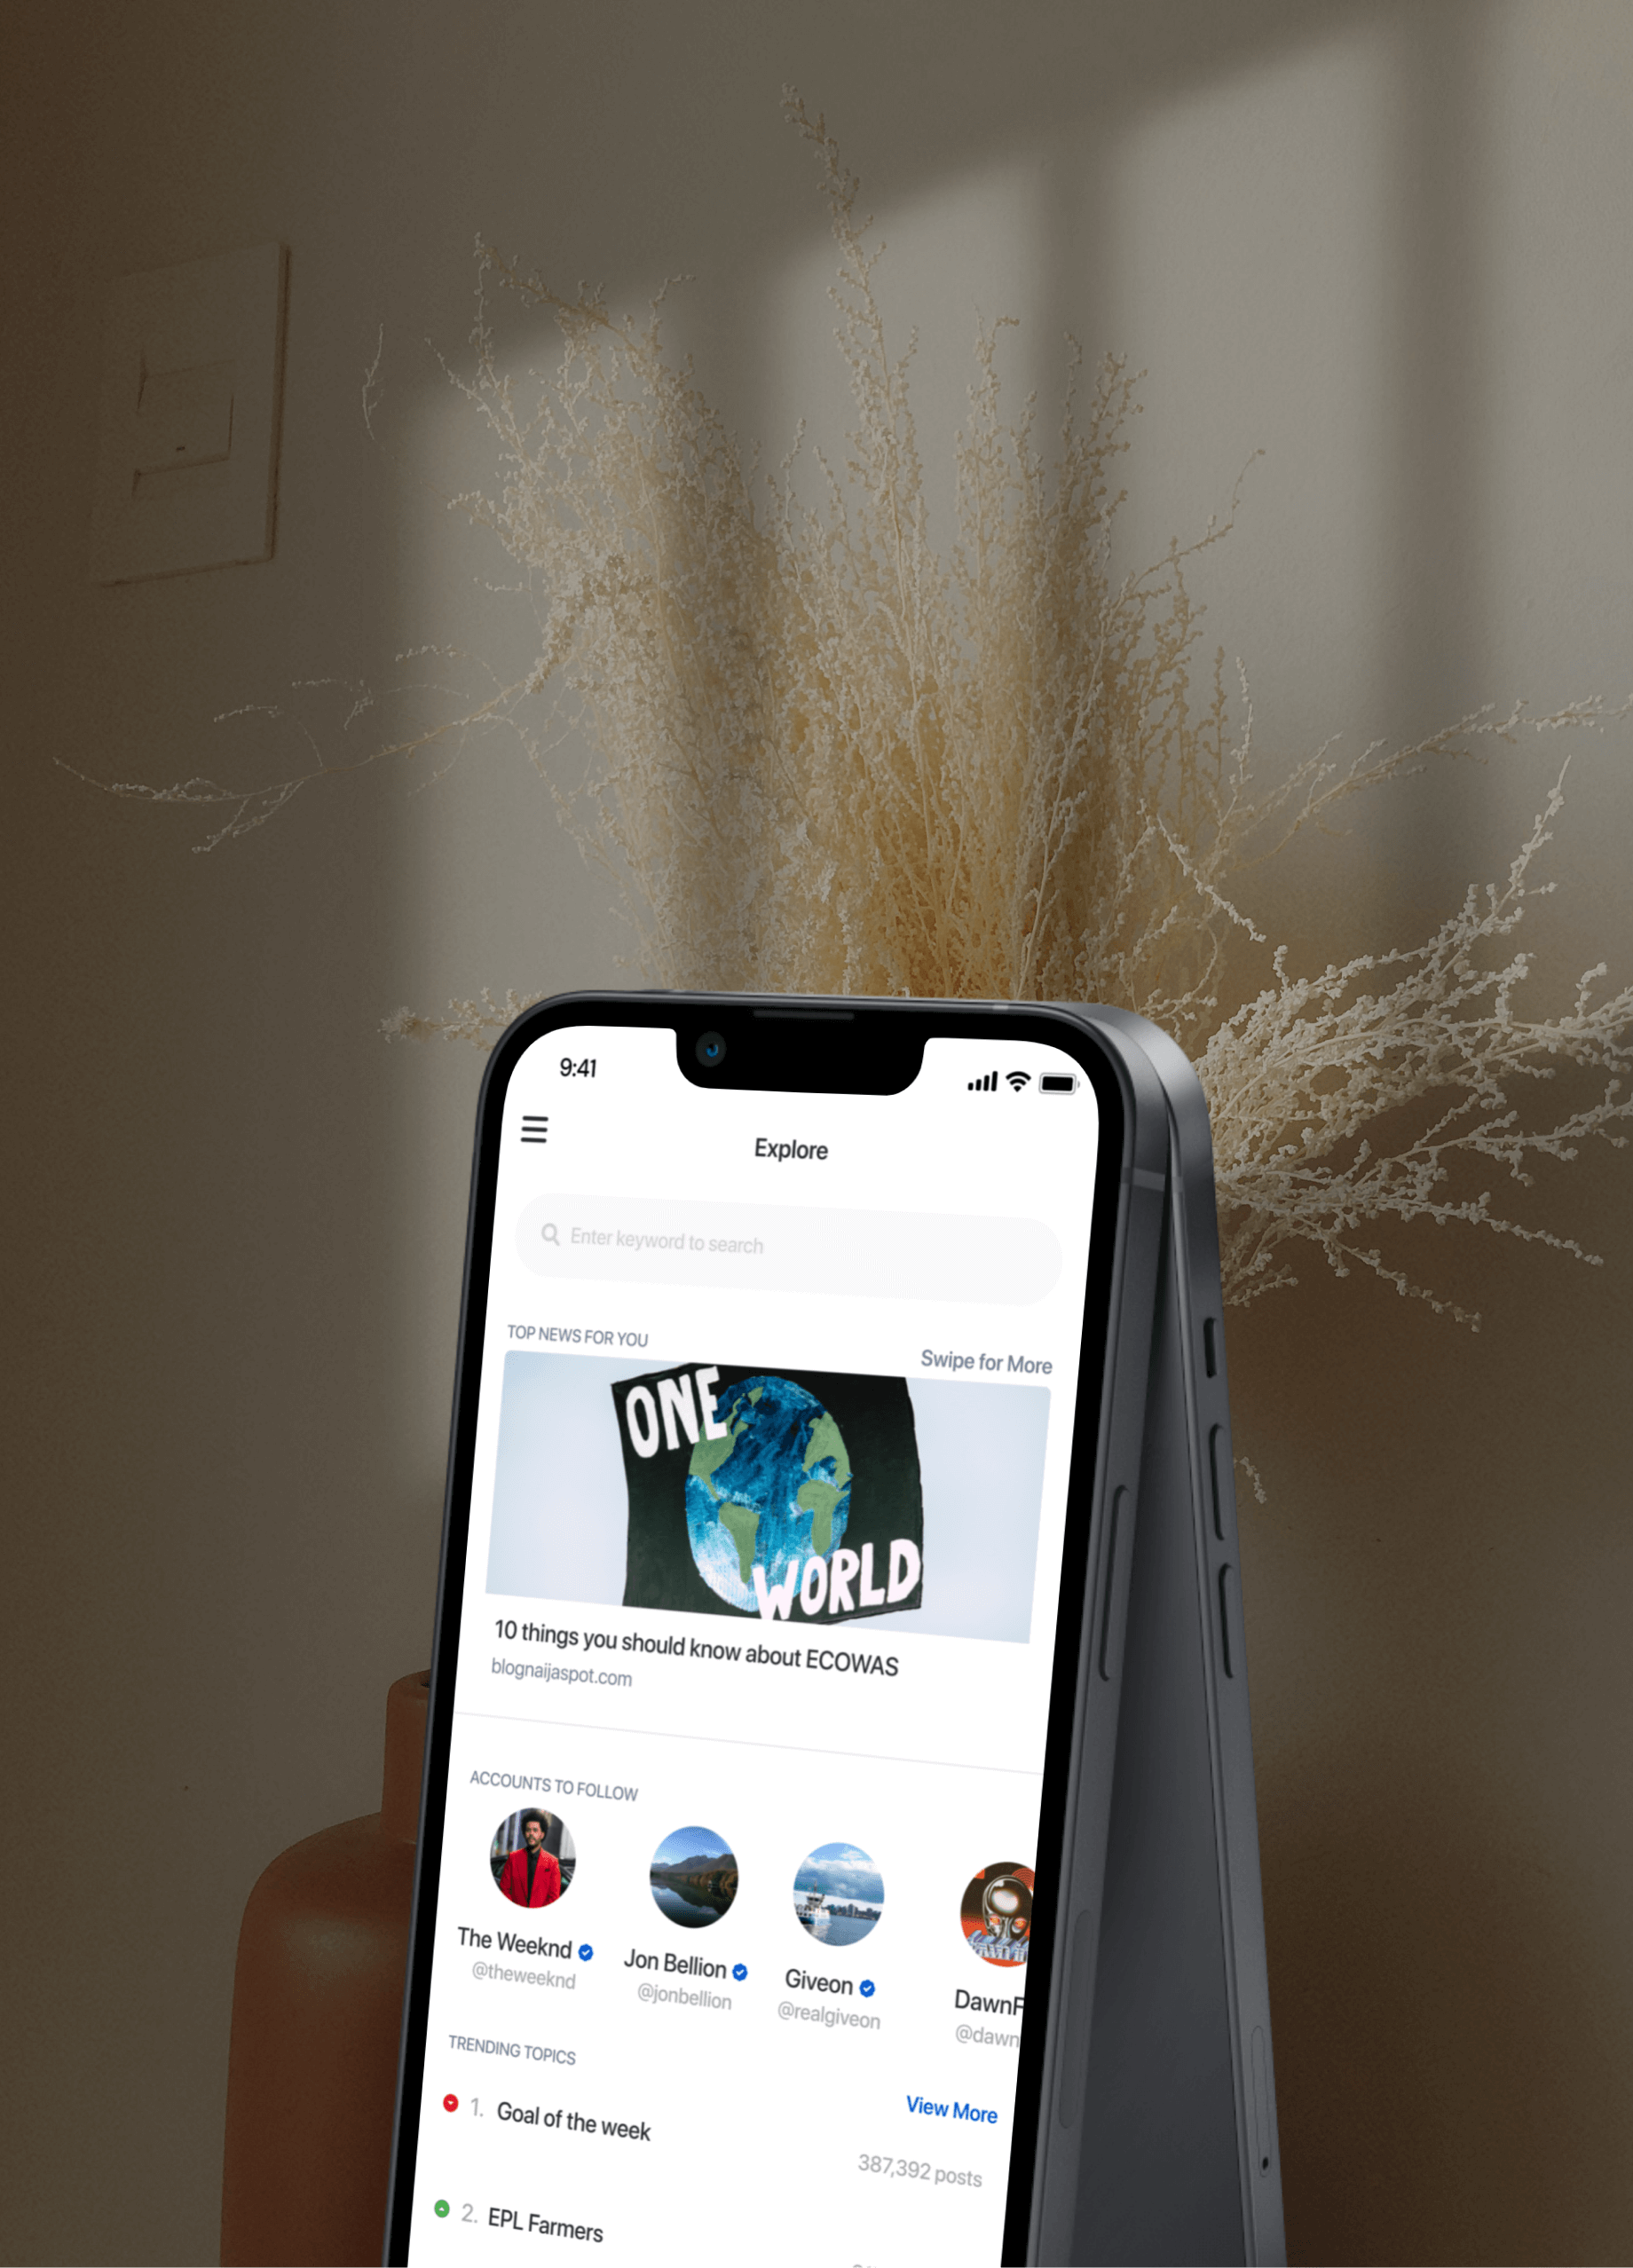 9:41
Explore
Enter keyword to search
TOP NEWS FOR YOU
Swipe for More
ONE
WORLD
10 things you should know about ECOWAS
blognaijaspot.com
ACCOUNTS TO FOLLOW
The Weeknd
@theweeknd
Jon Bellion
@jonbellion
Giveon
@realgiveon
DawnF
@dawn
TRENDING TOPICS
View More
1. Goal of the week
387,392 posts
2. EPL Farmers